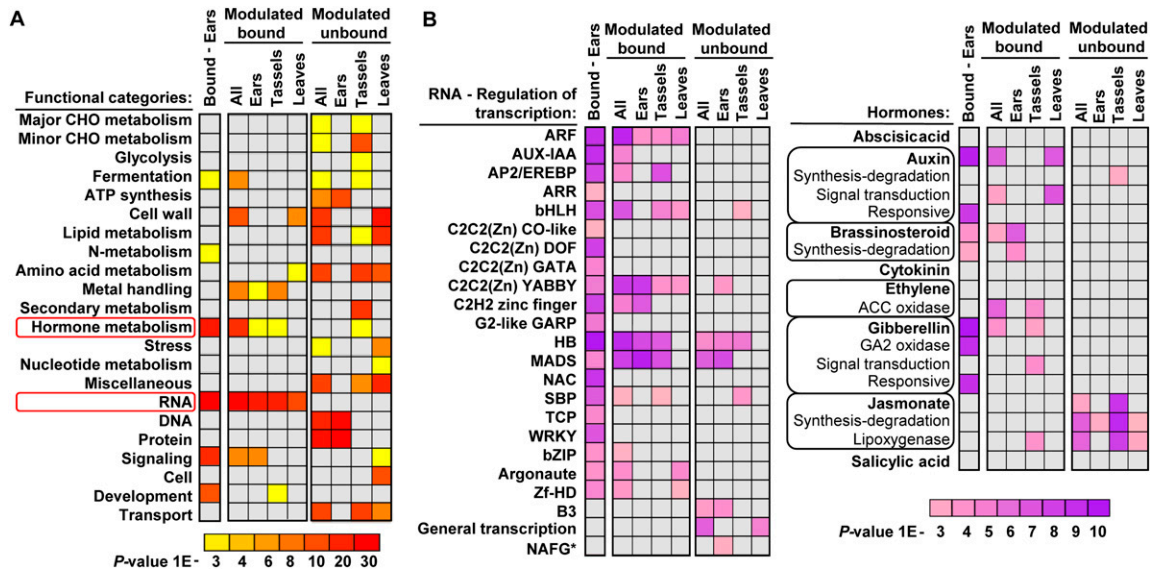 A
Bound - Ears
Modulated bound
All
Ears
Tassels
Leaves
Modulated unbound
All
Ears
Tassels
Leaves
Functional categories:
Major CHO metabolism
Minor CHO metabolism
Glycolysis
Fermentation
ATP synthesis
Cell wall
Lipid metabolism
N-metabolism
Amino acid metabolism
Metal handling
Secondary metabolism
Hormone metabolism
Stress
Nucleotide metabolism
Miscellaneous
RNA
DNA
Protein
Signaling
Cell
Development
Transport
P-value 1E- 3 4 6 8 10 20 30
B
Bound - Ears
Modulated bound
All
Ears
Tassels
Leaves
Modulated unbound
All
Ears
Tassels
Leaves
RNA - Regulation of
transcription:
ARF
AUX-IAA
AP2/EREBP
ARR
bHLH
C2C2(Zn) CO-like
C2C2(Zn) DOF
C2C2(Zn) GATA
C2C2(Zn) YABBY
C2H2 zinc finger
G2-like GARP
HB
MADS
NAC
SBP
TCP
WRKY
bZIP
Argonaute
Zf-HD
B3
General transcription
NAFG*
Bound - Ears
Modulated bound
All
Ears
Tassels
Leaves
Modulated unbound
All
Ears
Tassels
Leaves
Hormones:
Abscisicacid
Auxin
Synthesis-degradation
Signal transduction
Responsive
Brassinosteroid
Synthesis-degradation
Cytokinin
Ethylene
ACC oxidase
Gibberellin
GA2 oxidase
Signal transduction
Responsive
Jasmonate
Synthesis-degradation
Lipoxygenase
Salicylic acid
P-value 1E- 3 4 5 6 7 8 9 10